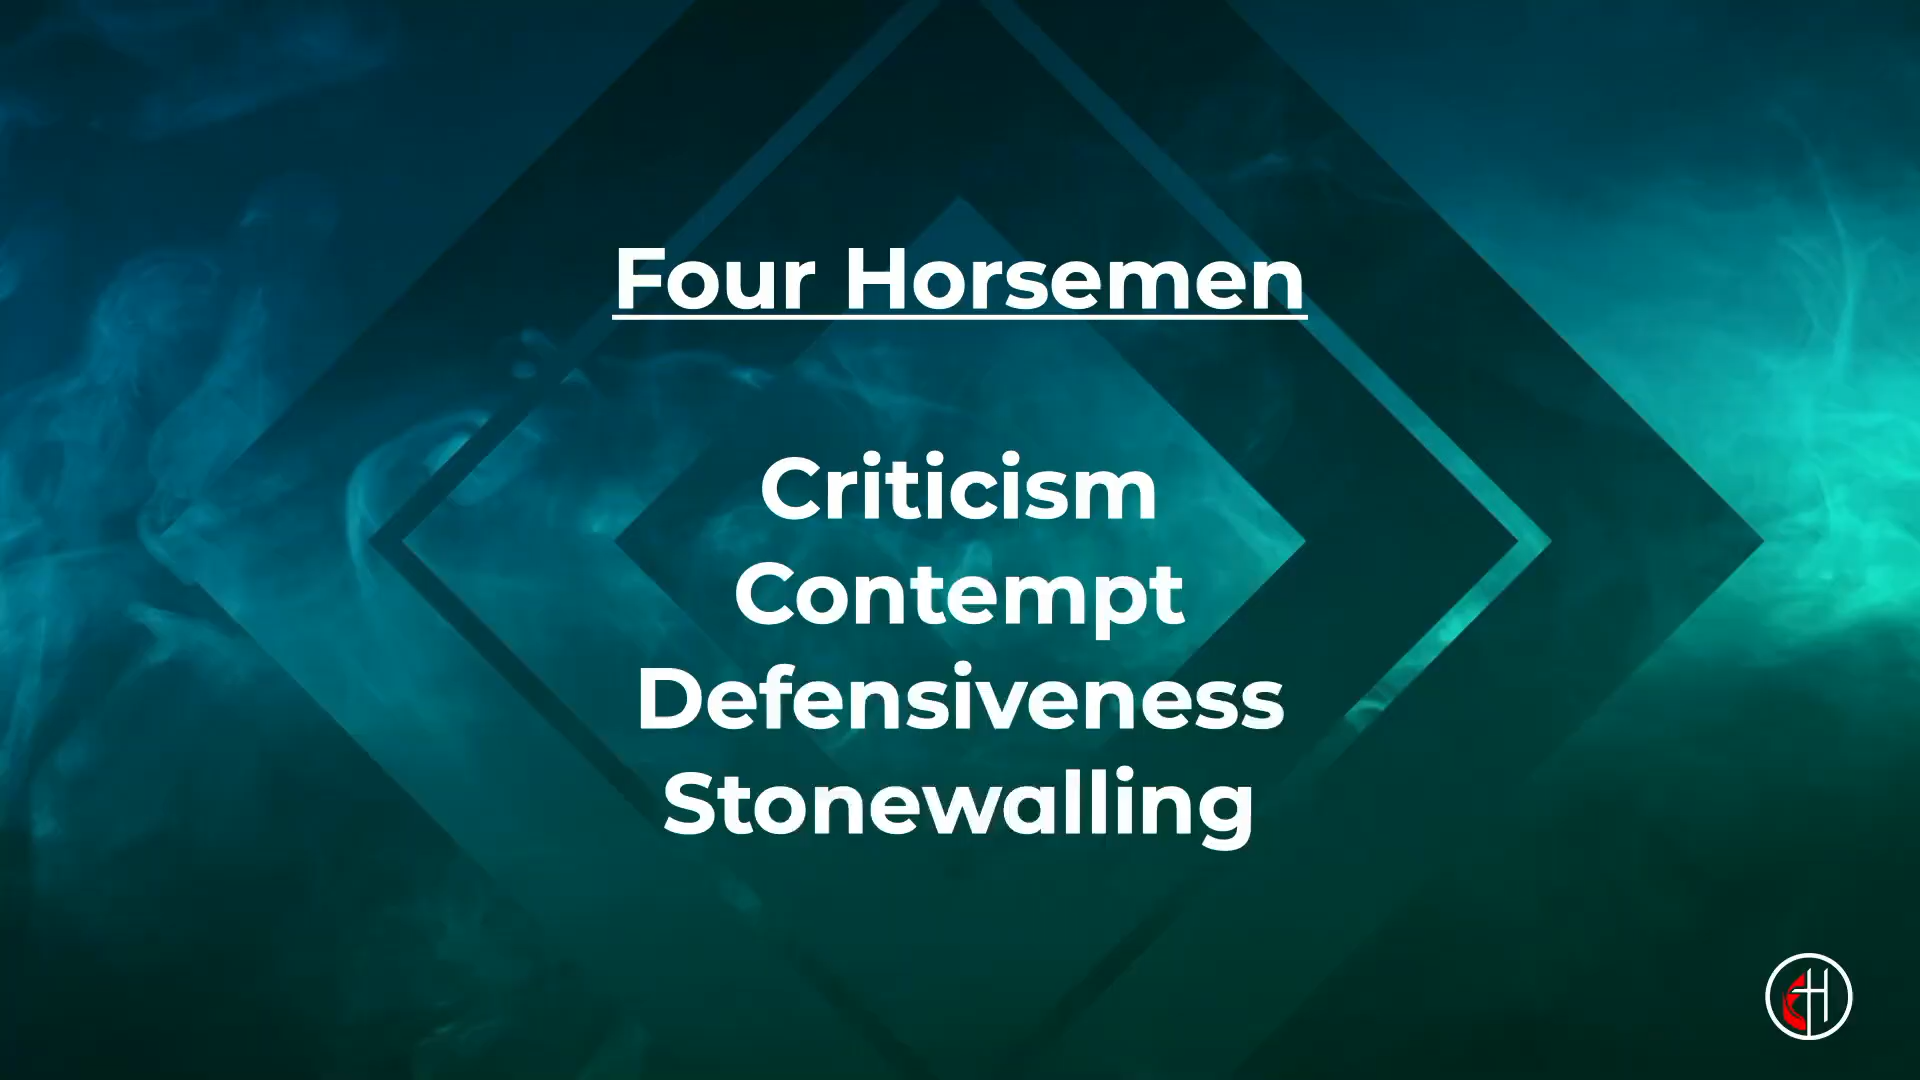 Four Horsemen
Criticism
Contempt
Defensiveness
Stonewalling
H